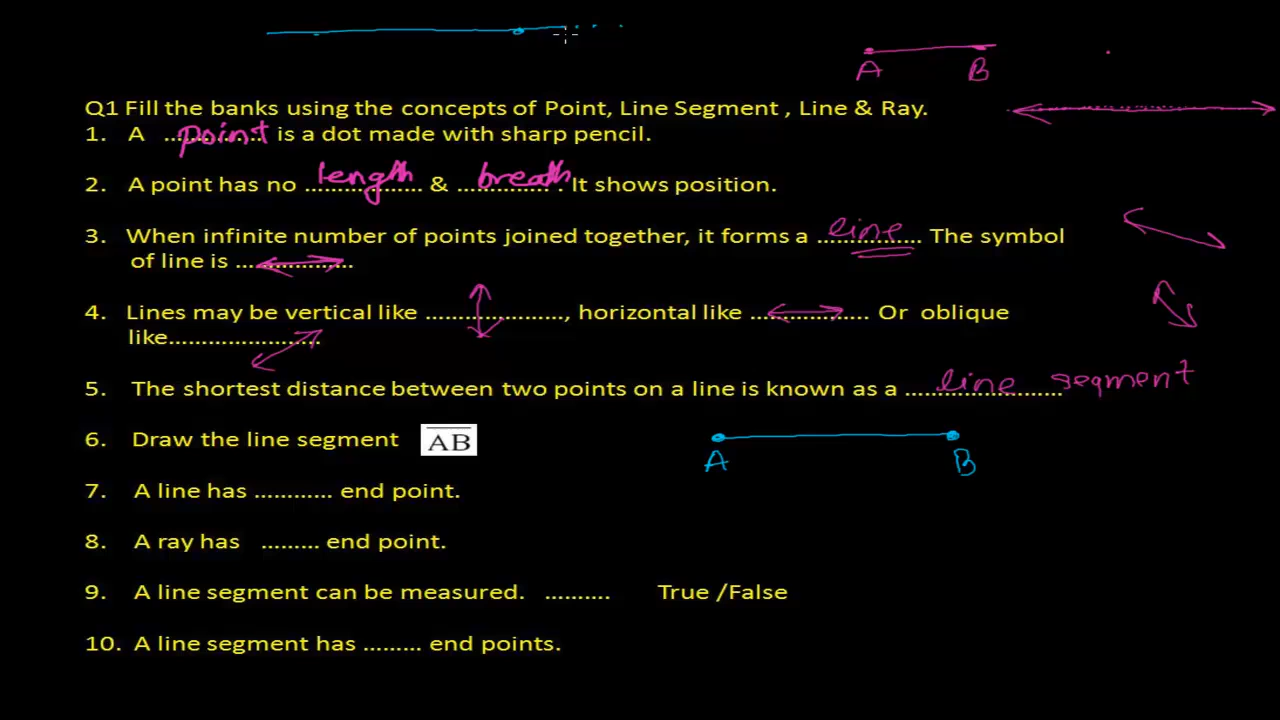 A B
Q1 Fill the banks using the concepts of Point, Line Segment , Line & Ray.
1. A ...point... is a dot made with sharp pencil.
2. A point has no ...length... & ...breath... . It shows position.
3. When infinite number of points joined together, it forms a ...line... The symbol
of line is ..................
4. Lines may be vertical like ....................., horizontal like .................. Or oblique
like.......................
5. The shortest distance between two points on a line is known as a ...line segment
6. Draw the line segment AB
A B
7. A line has ............ end point.
8. A ray has ......... end point.
9. A line segment can be measured. .......... True /False
10. A line segment has ......... end points.